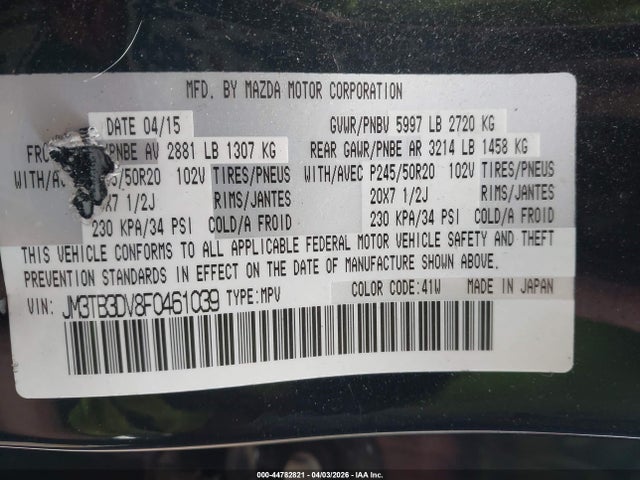 MFD. BY MAZDA MOTOR CORPORATION
DATE 04/15 GVWR/PNBV 5997 LB 2720 KG
/PNBE AV 2881 LB 1307 KG REAR GAWR/PNBE AR 3214 LB 1458 KG
WITH/AVEC /50R20 102V TIRES/PNEUS WITH/AVEC P245/50R20 102V TIRES/PNEUS
20X7 1/2J RIMS/JANTES 20X7 1/2J RIMS/JANTES
230 KPA/34 PSI COLD/A FROID 230 KPA/34 PSI COLD/A FROID
THIS VEHICLE CONFORMS TO ALL APPLICABLE FEDERAL MOTOR VEHICLE SAFETY AND THEFT
PREVENTION STANDARDS IN EFFECT ON THE DATE OF MANUFACTURE SHOWN ABOVE.
VIN: JM3TB3DV8F0461039 TYPE:MPV COLOR CODE:41W MADE IN JAPAN
000-44782821 - 04/03/2026 - IAA Inc.